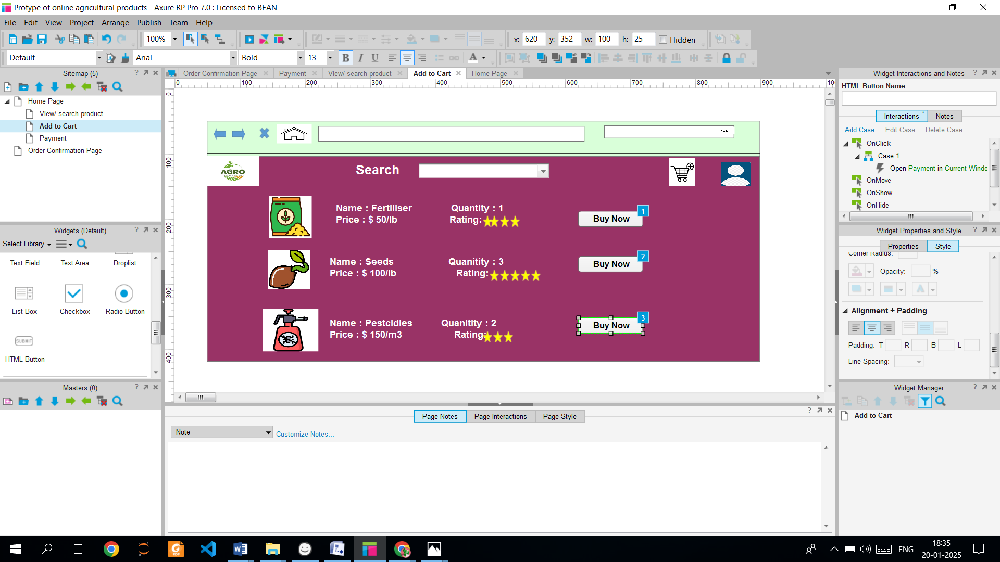 Protype of online agricultural products - Axure RP Pro 7.0 : Licensed to BEAN
File Edit View Project Arrange Publish Team Help
100% x: 620 y: 352 w: 100 h: 25 Hidden
Default Arial Bold 13 B I U A
Sitemap (5)
Home Page
VIew/ search product
Add to Cart
Payment
Order Confirmation Page
Widgets (Default)
Select Library
Text Field Text Area Droplist
List Box Checkbox Radio Button
SUBMIT
HTML Button
Masters (0)
Order Confirmation Page Payment VIew/ search product Add to Cart Home Page
0 100 200 300 400 500 600 700 800 900 100
0
100
200
300
400
AGRO
Search
Name : Fertiliser
Price : $ 50/lb
Quantity : 1
Rating:
Buy Now
1
Name : Seeds
Price : $ 100/lb
Quanitity : 3
Rating:
Buy Now
2
Name : Pestcidies
Price : $ 150/m3
Quanitity : 2
Rating:
Buy Now
3
Page Notes Page Interactions Page Style
Note
Customize Notes...
Widget Interactions and Notes
HTML Button Name
Interactions * Notes
Add Case... Edit Case... Delete Case
OnClick
Case 1
Open Payment in Current Windo
OnMove
OnShow
OnHide
Widget Properties and Style
Properties Style
Corner Radius:
Opacity: %
Alignment + Padding
Padding: T R B L
Line Spacing: --
Widget Manager
Add to Cart
PDF
ENG
18:35
20-01-2025